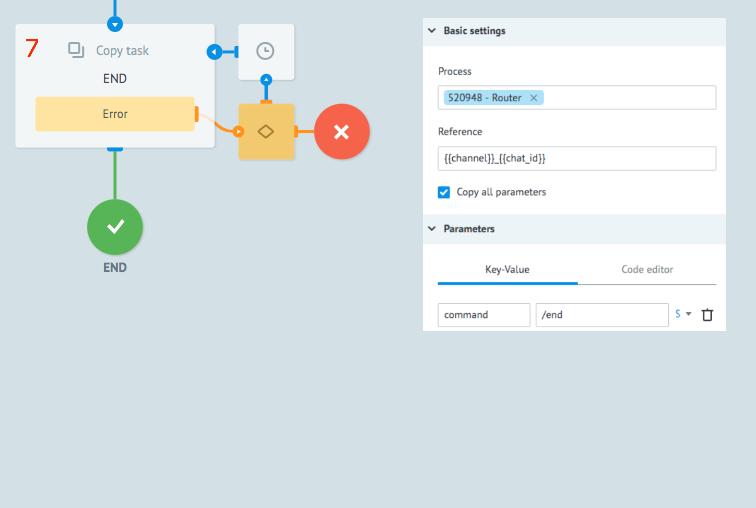 7
Copy task
END
Error
END
Basic settings
Process
520948 - Router ×
Reference
{{channel}}_{{chat_id}}
Copy all parameters
Parameters
Key-Value Code editor
command /end S